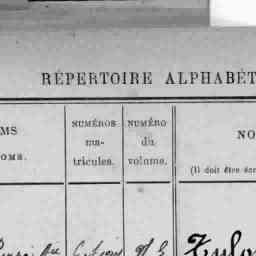 RÉPERTOIRE ALPHABÉT
MS
OMS.
NUMÉROS
ma-
tricules.
NUMÉRO
du
volume.
NO
(Il doit être écr